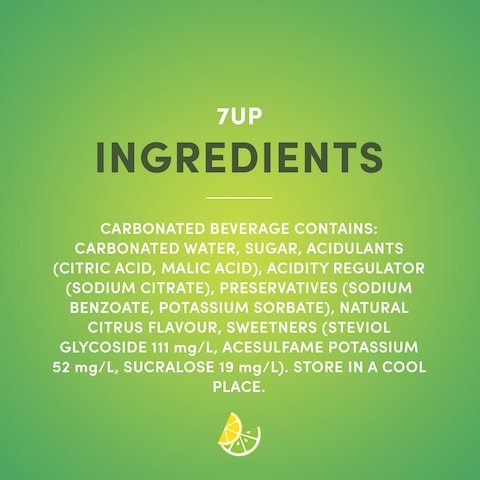 7UP
INGREDIENTS
CARBONATED BEVERAGE CONTAINS:
CARBONATED WATER, SUGAR, ACIDULANTS
(CITRIC ACID, MALIC ACID), ACIDITY REGULATOR
(SODIUM CITRATE), PRESERVATIVES (SODIUM
BENZOATE, POTASSIUM SORBATE), NATURAL
CITRUS FLAVOUR, SWEETNERS (STEVIOL
GLYCOSIDE 111 mg/L, ACESULFAME POTASSIUM
52 mg/L, SUCRALOSE 19 mg/L). STORE IN A COOL
PLACE.